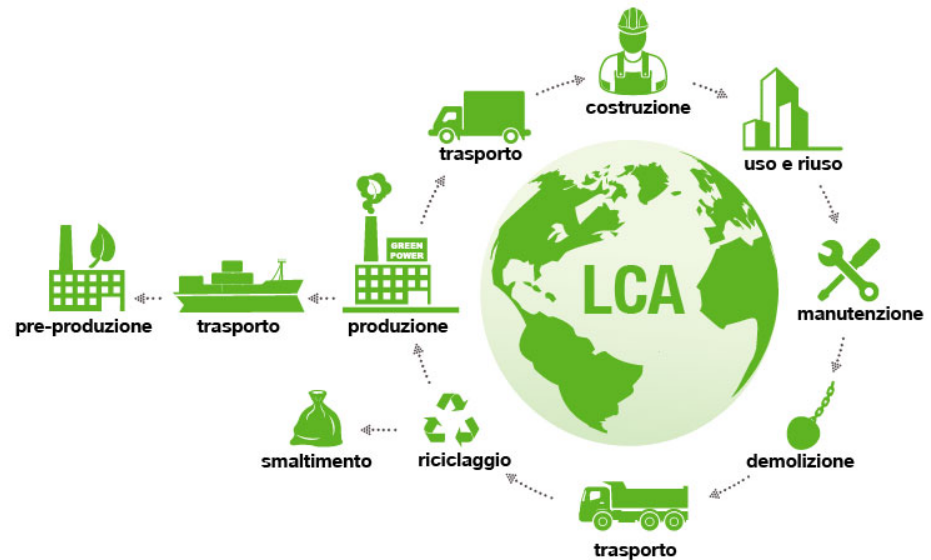 costruzione
trasporto
uso e riuso
GREEN
POWER
LCA
pre-produzione
trasporto
produzione
manutenzione
smaltimento
riciclaggio
demolizione
trasporto